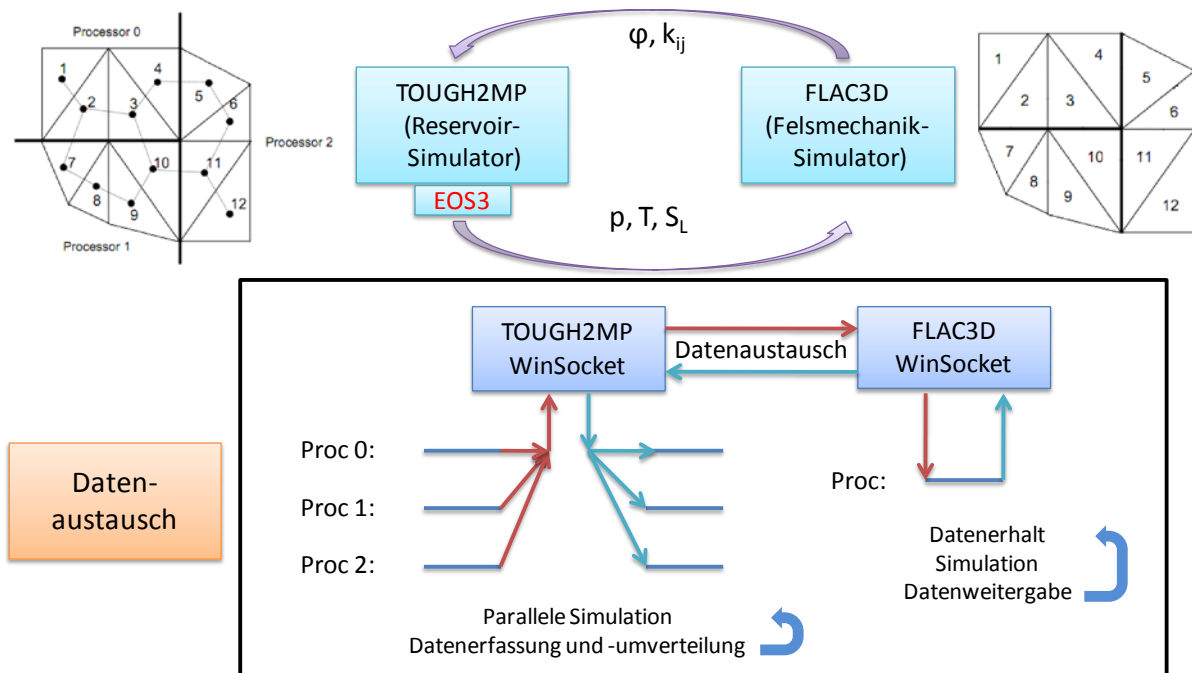 Processor 0
1
2
3
4
5
6
7
8
9
10
11
12
Processor 2
Processor 1
φ, k_ij
TOUGH2MP
(Reservoir-
Simulator)
EOS3
FLAC3D
(Felsmechanik-
Simulator)
p, T, S_L
1
2
3
4
5
6
7
8
9
10
11
12
Daten-
austausch
TOUGH2MP
WinSocket
Datenaustausch
FLAC3D
WinSocket
Proc 0:
Proc 1:
Proc 2:
Proc:
Parallele Simulation
Datenerfassung und -umverteilung
Datenerhalt
Simulation
Datenweitergabe